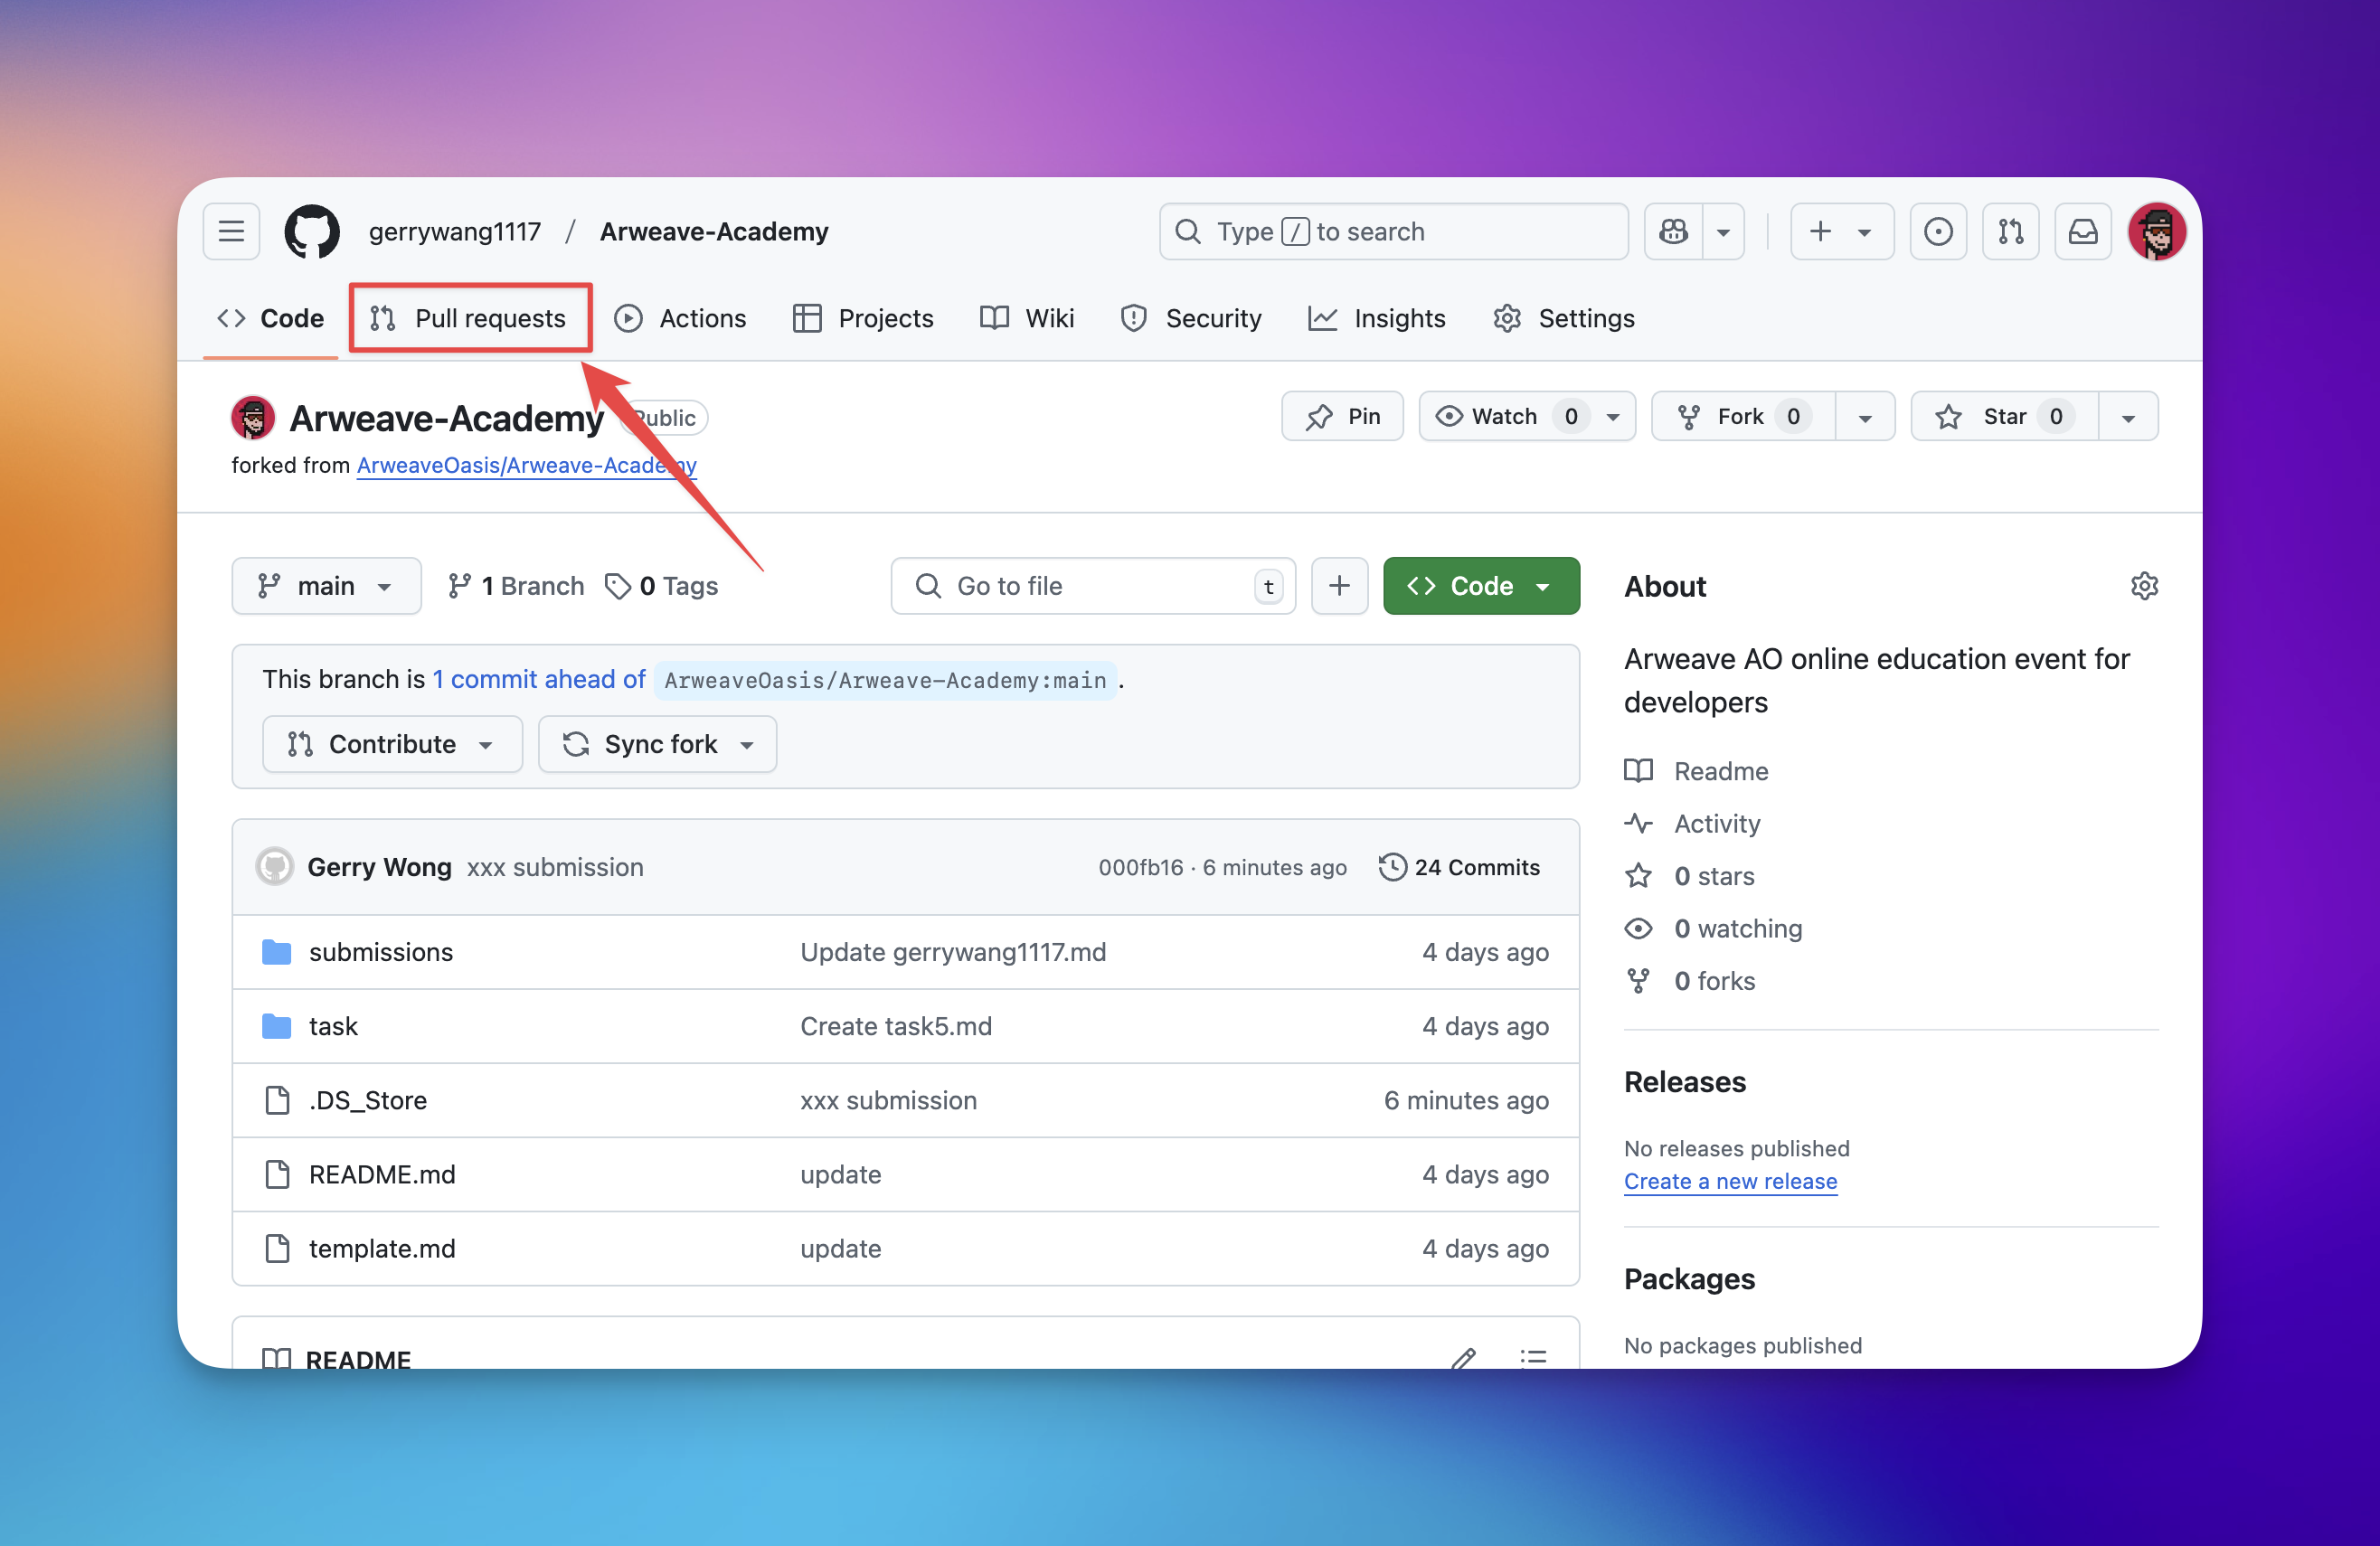 gerrywang1117 / Arweave-Academy
Type / to search
Code Pull requests Actions Projects Wiki Security Insights Settings
Arweave-Academy Public
Pin Watch 0 Fork 0 Star 0
forked from ArweaveOasis/Arweave-Academy
main 1 Branch 0 Tags
Go to file t
Code
This branch is 1 commit ahead of ArweaveOasis/Arweave-Academy:main.
Contribute Sync fork
Gerry Wong xxx submission 000fb16 · 6 minutes ago 24 Commits
submissions Update gerrywang1117.md 4 days ago
task Create task5.md 4 days ago
.DS_Store xxx submission 6 minutes ago
README.md update 4 days ago
template.md update 4 days ago
README
About
Arweave AO online education event for
developers
Readme
Activity
0 stars
0 watching
0 forks
Releases
No releases published
Create a new release
Packages
No packages published